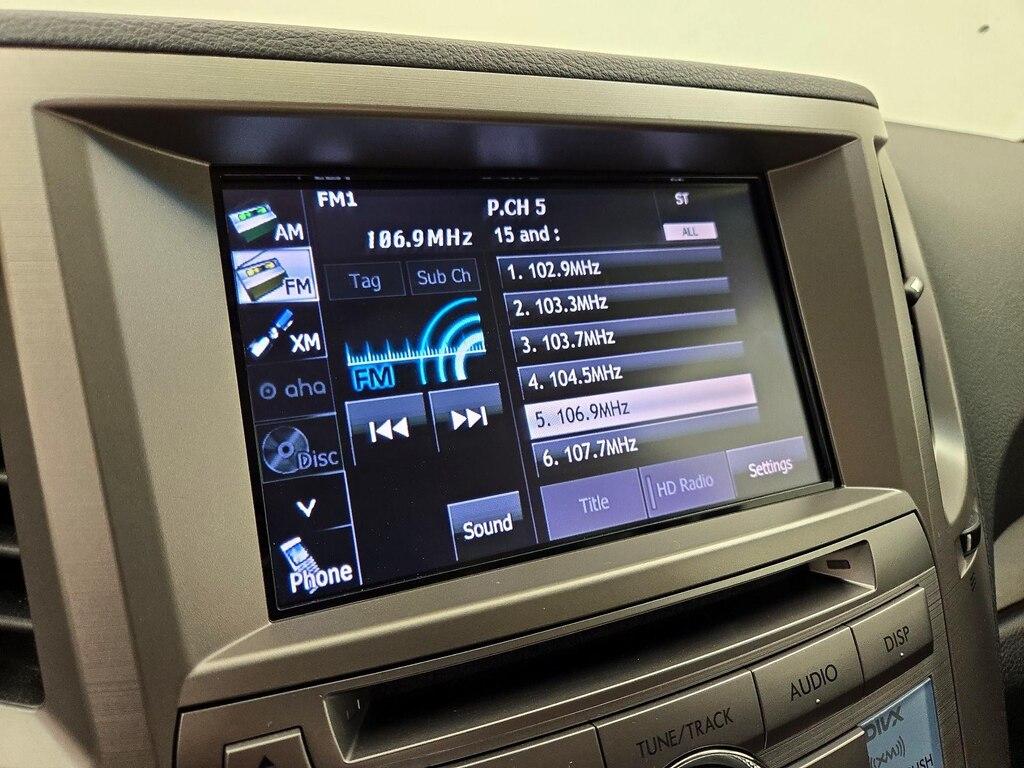 FM1
P.CH 5
ST
AM
106.9MHz
15 and :
ALL
FM
Tag
Sub Ch
1. 102.9MHz
2. 103.3MHz
XM
3. 103.7MHz
FM
4. 104.5MHz
aha
5. 106.9MHz
Disc
6. 107.7MHz
Title
HD Radio
Settings
Sound
Phone
TUNE/TRACK
AUDIO
DISP
DIVX
((XM))